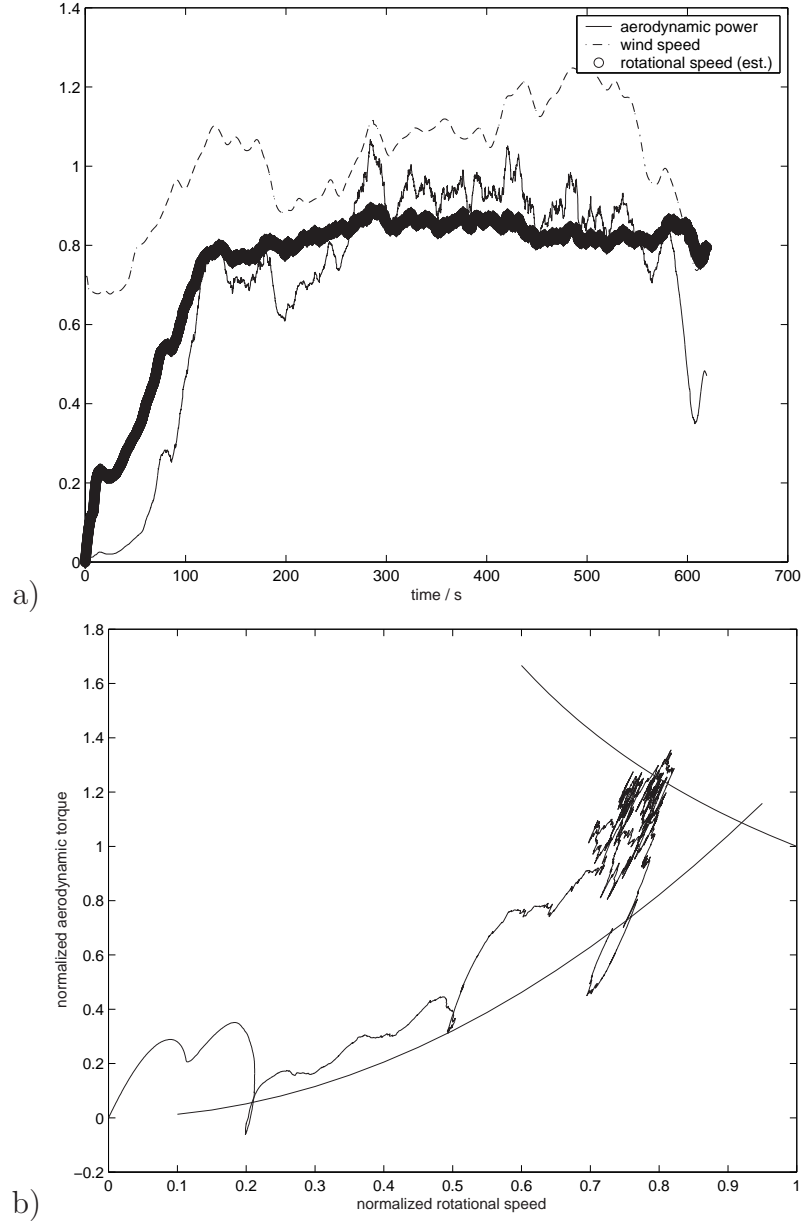 1.4
1.2
1
0.8
0.6
0.4
0.2
0
aerodynamic power
wind speed
rotational speed (est.)
0 100 200 300 400 500 600 700
time / s
a)
1.8
1.6
1.4
1.2
1
0.8
0.6
0.4
0.2
0
−0.2
normalized aerodynamic torque
0 0.1 0.2 0.3 0.4 0.5 0.6 0.7 0.8 0.9 1
normalized rotational speed
b)